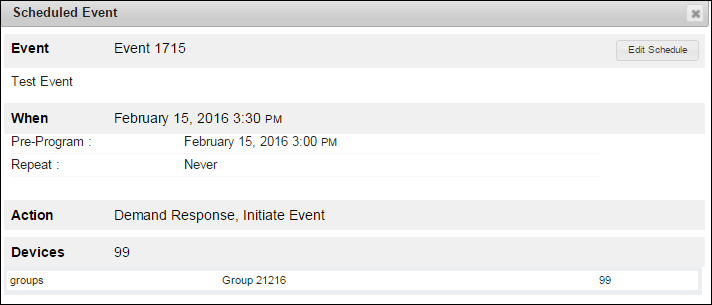 Scheduled Event
Event Event 1715 Edit Schedule
Test Event
When February 15, 2016 3:30 PM
Pre-Program : February 15, 2016 3:00 PM
Repeat : Never
Action Demand Response, Initiate Event
Devices 99
groups Group 21216 99